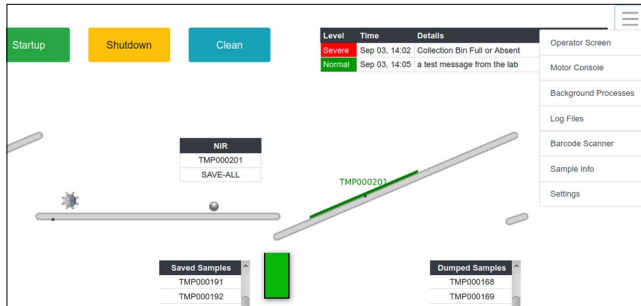 Startup
Shutdown
Clean
Level Time Details
Severe Sep 03, 14:02 Collection Bin Full or Absent
Normal Sep 03, 14:05 a test message from the lab
Operator Screen
Motor Console
Background Processes
Log Files
Barcode Scanner
Sample Info
Settings
NIR
TMP000201
SAVE-ALL
TMP000201
Saved Samples
TMP000191
TMP000192
Dumped Samples
TMP000168
TMP000169